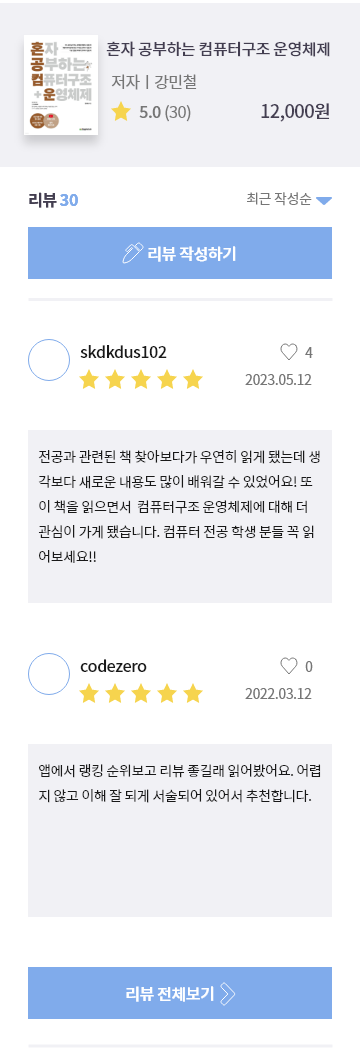 혼자
공부하는
컴퓨터구조
+ 운영체제
혼자 공부하는 컴퓨터구조 운영체제
저자 | 강민철
5.0 (30)
12,000원
리뷰 30
최근 작성순
리뷰 작성하기
skdkdus102
4
2023.05.12
전공과 관련된 책 찾아보다가 우연히 읽게 됐는데 생
각보다 새로운 내용도 많이 배워갈 수 있었어요! 또
이 책을 읽으면서 컴퓨터구조 운영체제에 대해 더
관심이 가게 됐습니다. 컴퓨터 전공 학생 분들 꼭 읽
어보세요!!
codezero
0
2022.03.12
앱에서 랭킹 순위보고 리뷰 좋길래 읽어봤어요. 어렵
지 않고 이해 잘 되게 서술되어 있어서 추천합니다.
리뷰 전체보기